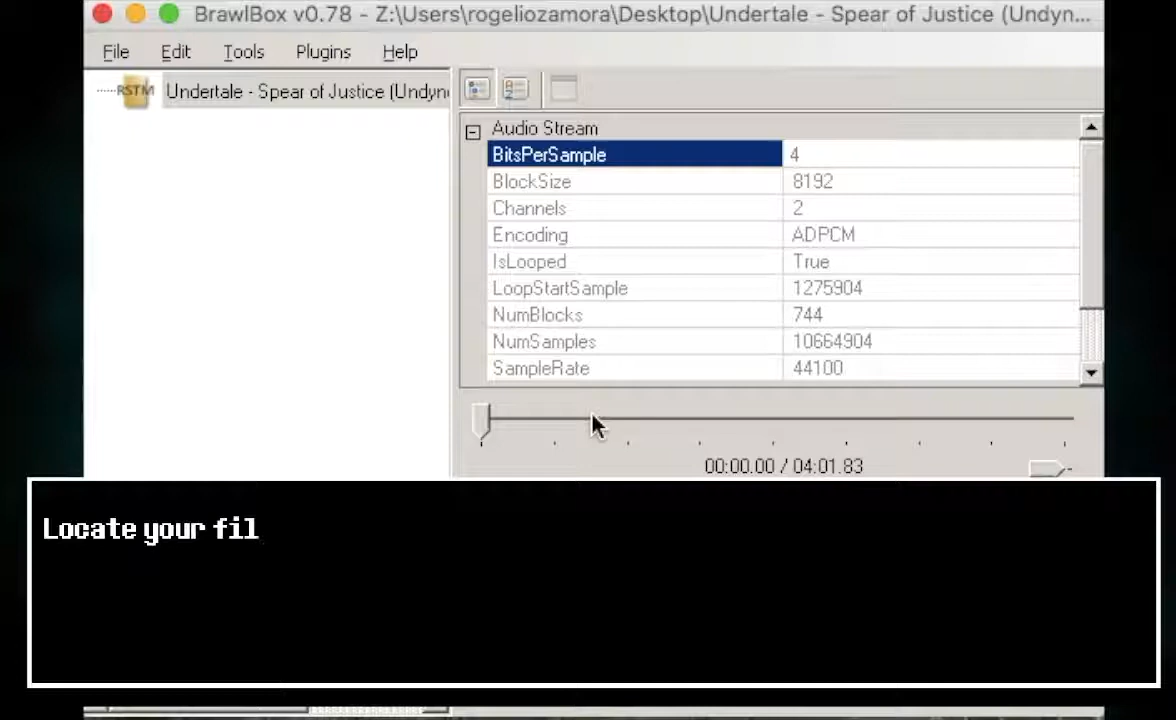 BrawlBox v0.78 - Z:\Users\rogeliozamora\Desktop\Undertale - Spear of Justice (Undyn...
File Edit Tools Plugins Help
RSTM Undertale - Spear of Justice (Undyn
Audio Stream
BitsPerSample 4
BlockSize 8192
Channels 2
Encoding ADPCM
IsLooped True
LoopStartSample 1275904
NumBlocks 744
NumSamples 10664904
SampleRate 44100
00:00.00 / 04:01.83
Locate your fil